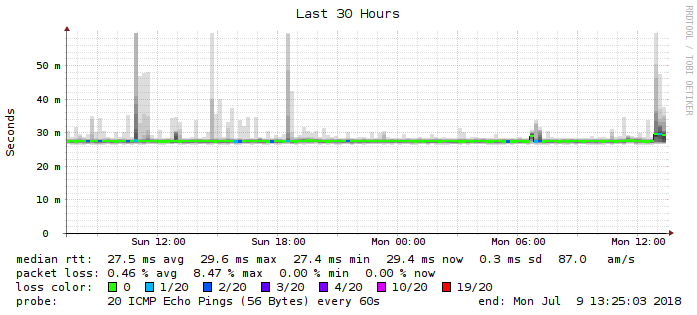 Last 30 Hours
RRDTOOL / TOBI OETIKER
Seconds
50 m
40 m
30 m
20 m
10 m
0
Sun 12:00 Sun 18:00 Mon 00:00 Mon 06:00 Mon 12:00
median rtt: 27.5 ms avg 29.6 ms max 27.4 ms min 29.4 ms now 0.3 ms sd 87.0 am/s
packet loss: 0.46 % avg 8.47 % max 0.00 % min 0.00 % now
loss color: 0 1/20 2/20 3/20 4/20 10/20 19/20
probe: 20 ICMP Echo Pings (56 Bytes) every 60s end: Mon Jul 9 13:25:03 2018